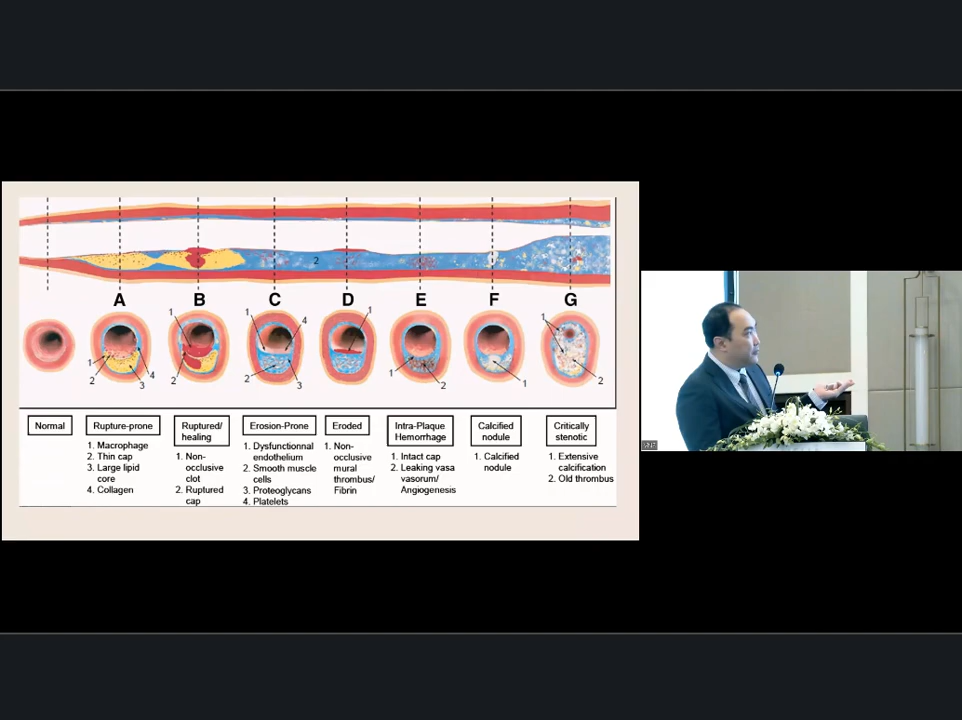 2
A B C D E F G
1 1 4 1 1
1 4 1
2 3 2 2 3 1 2 1 2
Normal
Rupture-prone
1. Macrophage
2. Thin cap
3. Large lipid
core
4. Collagen
Ruptured/
healing
1. Non-
occlusive
clot
2. Ruptured
cap
Erosion-Prone
1. Dysfunctionnal
endothelium
2. Smooth muscle
cells
3. Proteoglycans
4. Platelets
Eroded
1. Non-
occlusive
mural
thrombus/
Fibrin
Intra-Plaque
Hemorrhage
1. Intact cap
2. Leaking vasa
vasorum/
Angiogenesis
Calcified
nodule
1. Calcified
nodule
Critically
stenotic
1. Extensive
calcification
2. Old thrombus